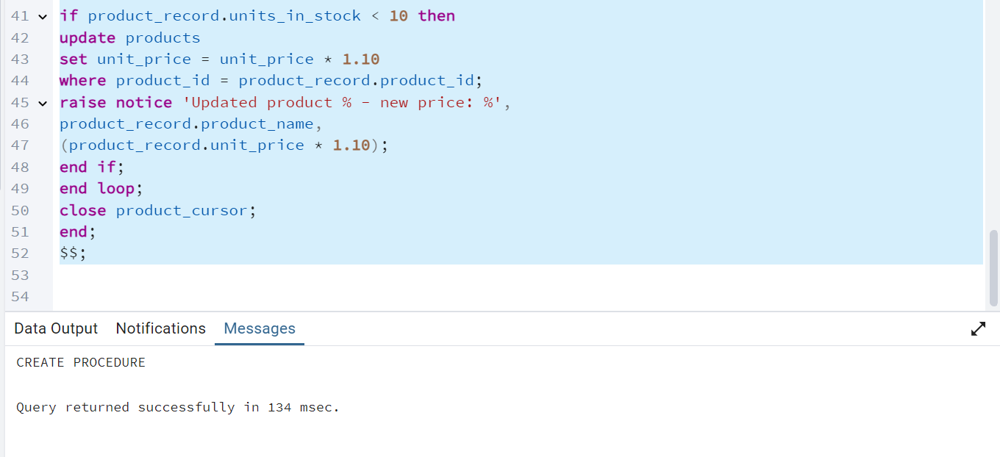 41 if product_record.units_in_stock < 10 then
42 update products
43 set unit_price = unit_price * 1.10
44 where product_id = product_record.product_id;
45 raise notice 'Updated product % - new price: %',
46 product_record.product_name,
47 (product_record.unit_price * 1.10);
48 end if;
49 end loop;
50 close product_cursor;
51 end;
52 $$;
53
54
Data Output Notifications Messages
CREATE PROCEDURE
Query returned successfully in 134 msec.